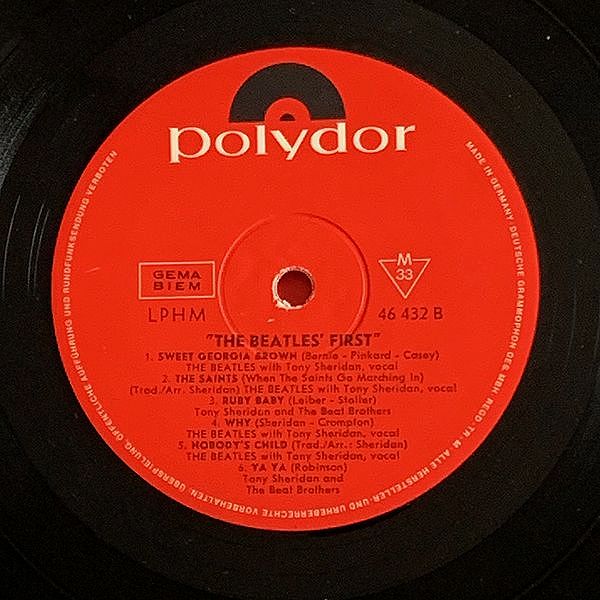 polydor
GEMA
BIEM
M
33
LPHM
46 432 B
"THE BEATLES' FIRST"
1. SWEET GEORGIA BROWN (Bernie - Pinkard - Casey)
THE BEATLES with Tony Sheridan, vocal
2. THE SAINTS (When The Saints Go Marching In)
(Trad./Arr. Sheridan) THE BEATLES with Tony Sheridan, vocal
3. RUBY BABY (Leiber - Stoller)
Tony Sheridan and The Beat Brothers
4. WHY (Sheridan - Crompton)
THE BEATLES with Tony Sheridan, vocal
5. NOBODY'S CHILD (Trad./Arr.: Sheridan)
THE BEATLES with Tony Sheridan, vocal
6. YA YA (Robinson)
Tony Sheridan and
The Beat Brothers
MADE IN GERMANY · DEUTSCHE GRAMMOPHON GES. MBH · REGD. TR.-M. ALLE HERSTELLER- UND URHEBERRECHTE VORBEHALTEN. ÜBERSPIELUNG, ÖFFENTLICHE AUFFÜHRUNG UND RUNDFUNKSENDUNG VERBOTEN